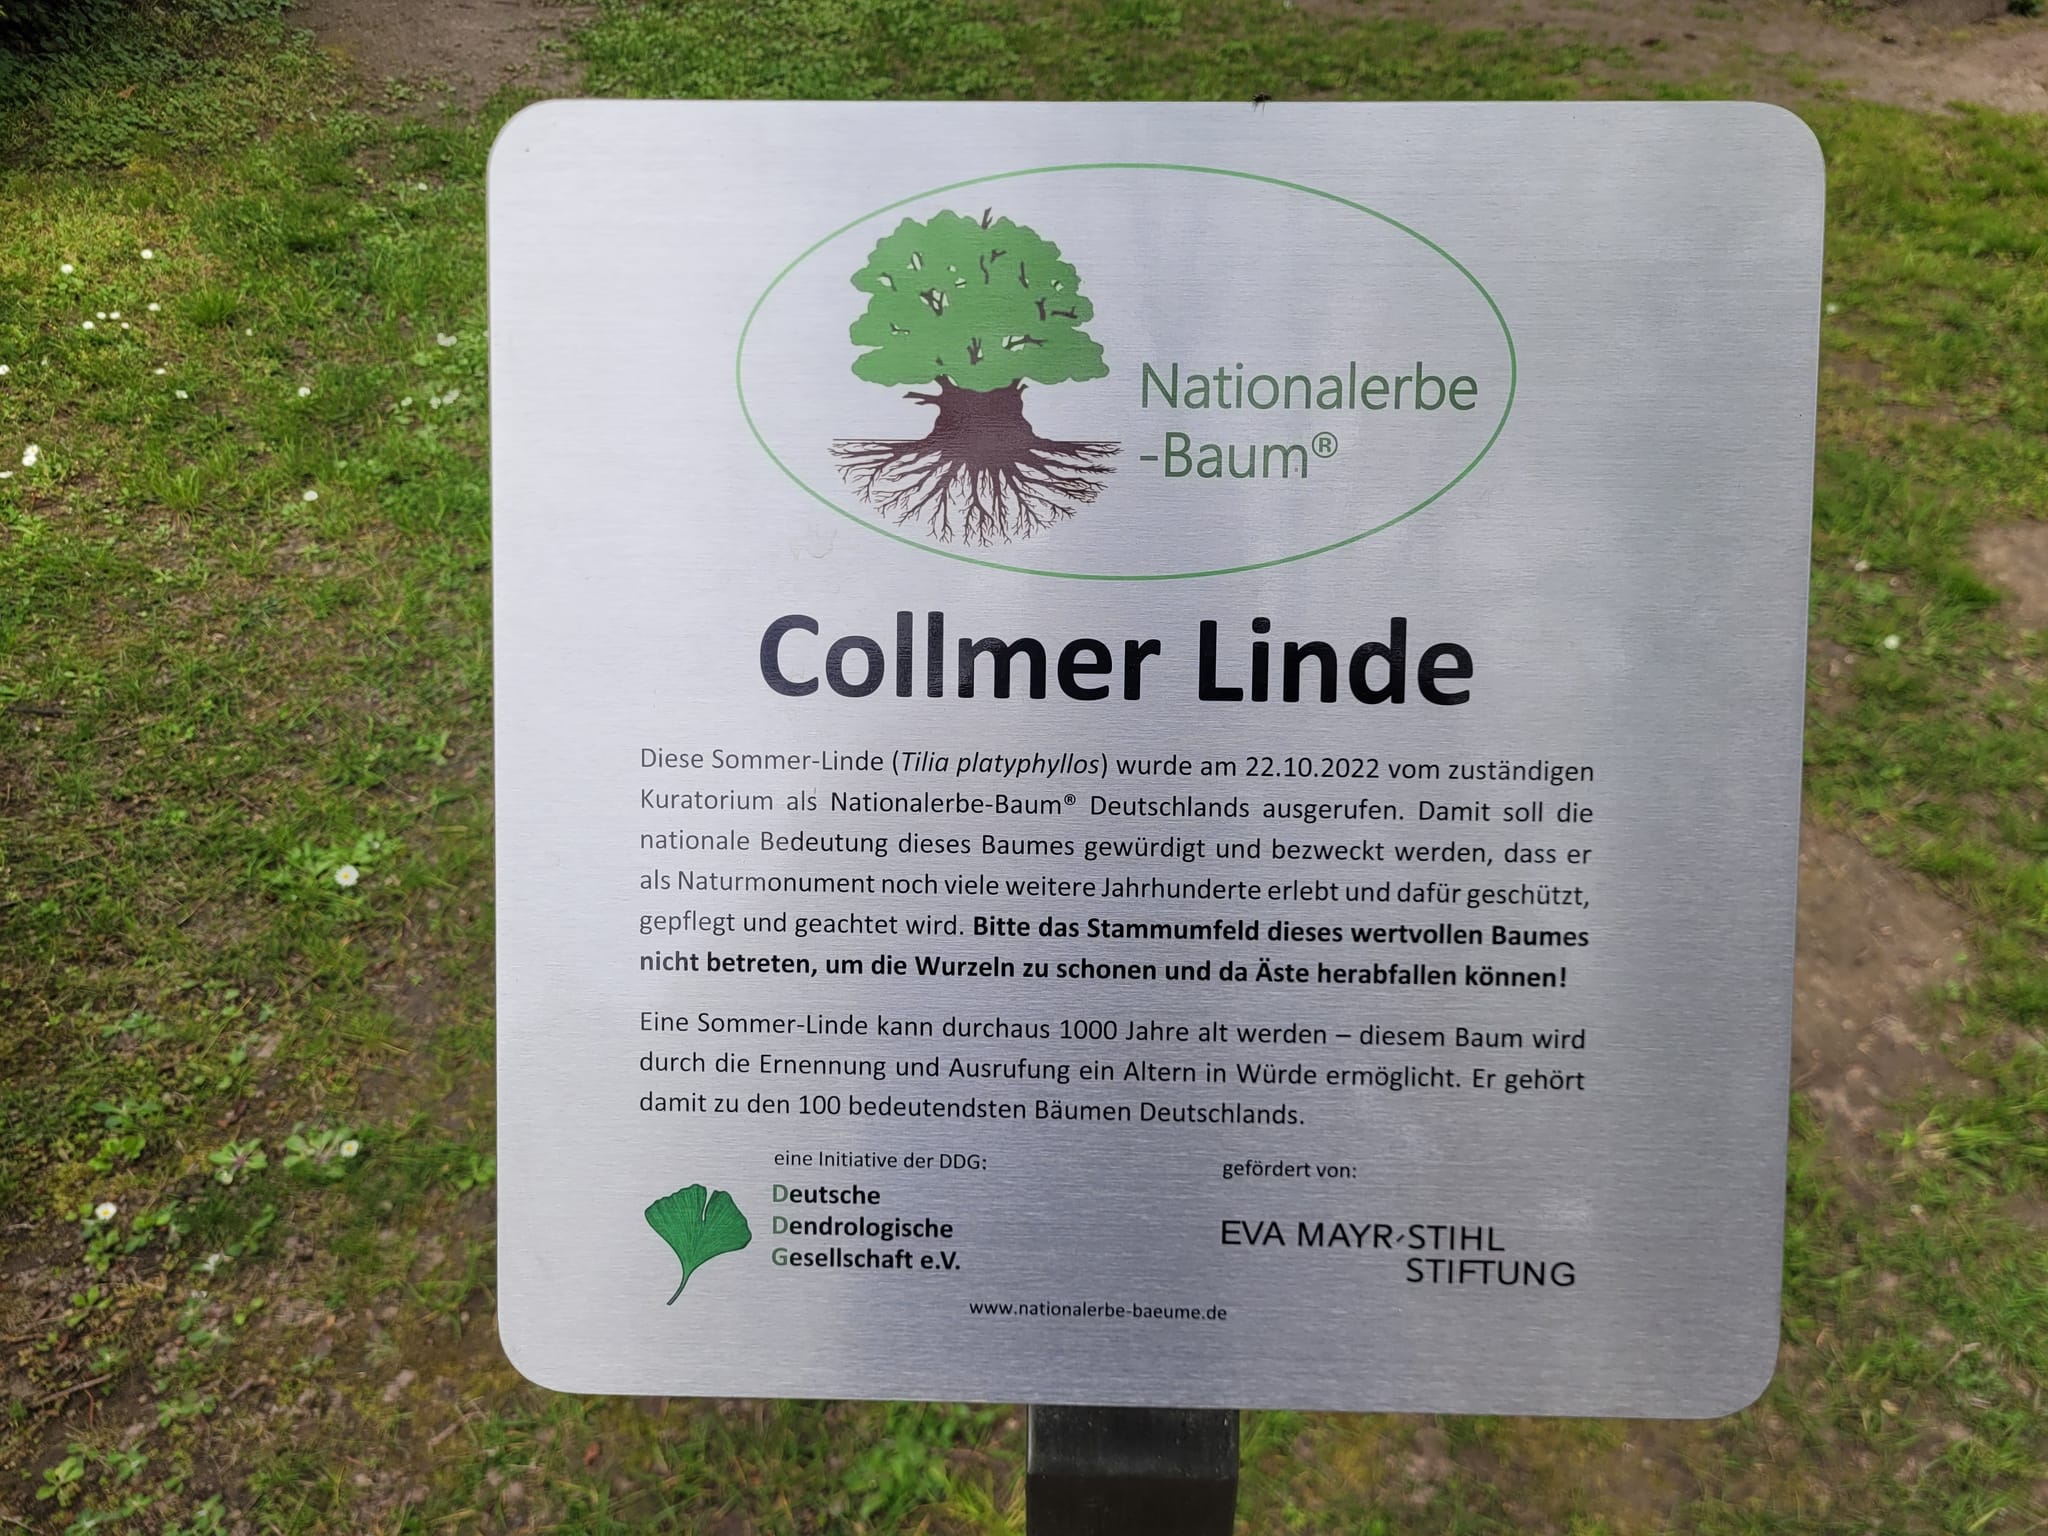 Nationalerbe
-Baum®
Collmer Linde
Diese Sommer-Linde (Tilia platyphyllos) wurde am 22.10.2022 vom zuständigen
Kuratorium als Nationalerbe-Baum® Deutschlands ausgerufen. Damit soll die
nationale Bedeutung dieses Baumes gewürdigt und bezweckt werden, dass er
als Naturmonument noch viele weitere Jahrhunderte erlebt und dafür geschützt,
gepflegt und geachtet wird. Bitte das Stammumfeld dieses wertvollen Baumes
nicht betreten, um die Wurzeln zu schonen und da Äste herabfallen können!
Eine Sommer-Linde kann durchaus 1000 Jahre alt werden – diesem Baum wird
durch die Ernennung und Ausrufung ein Altern in Würde ermöglicht. Er gehört
damit zu den 100 bedeutendsten Bäumen Deutschlands.
eine Initiative der DDG:
Deutsche
Dendrologische
Gesellschaft e.V.
gefördert von:
EVA MAYR-STIHL
STIFTUNG
www.nationalerbe-baeume.de